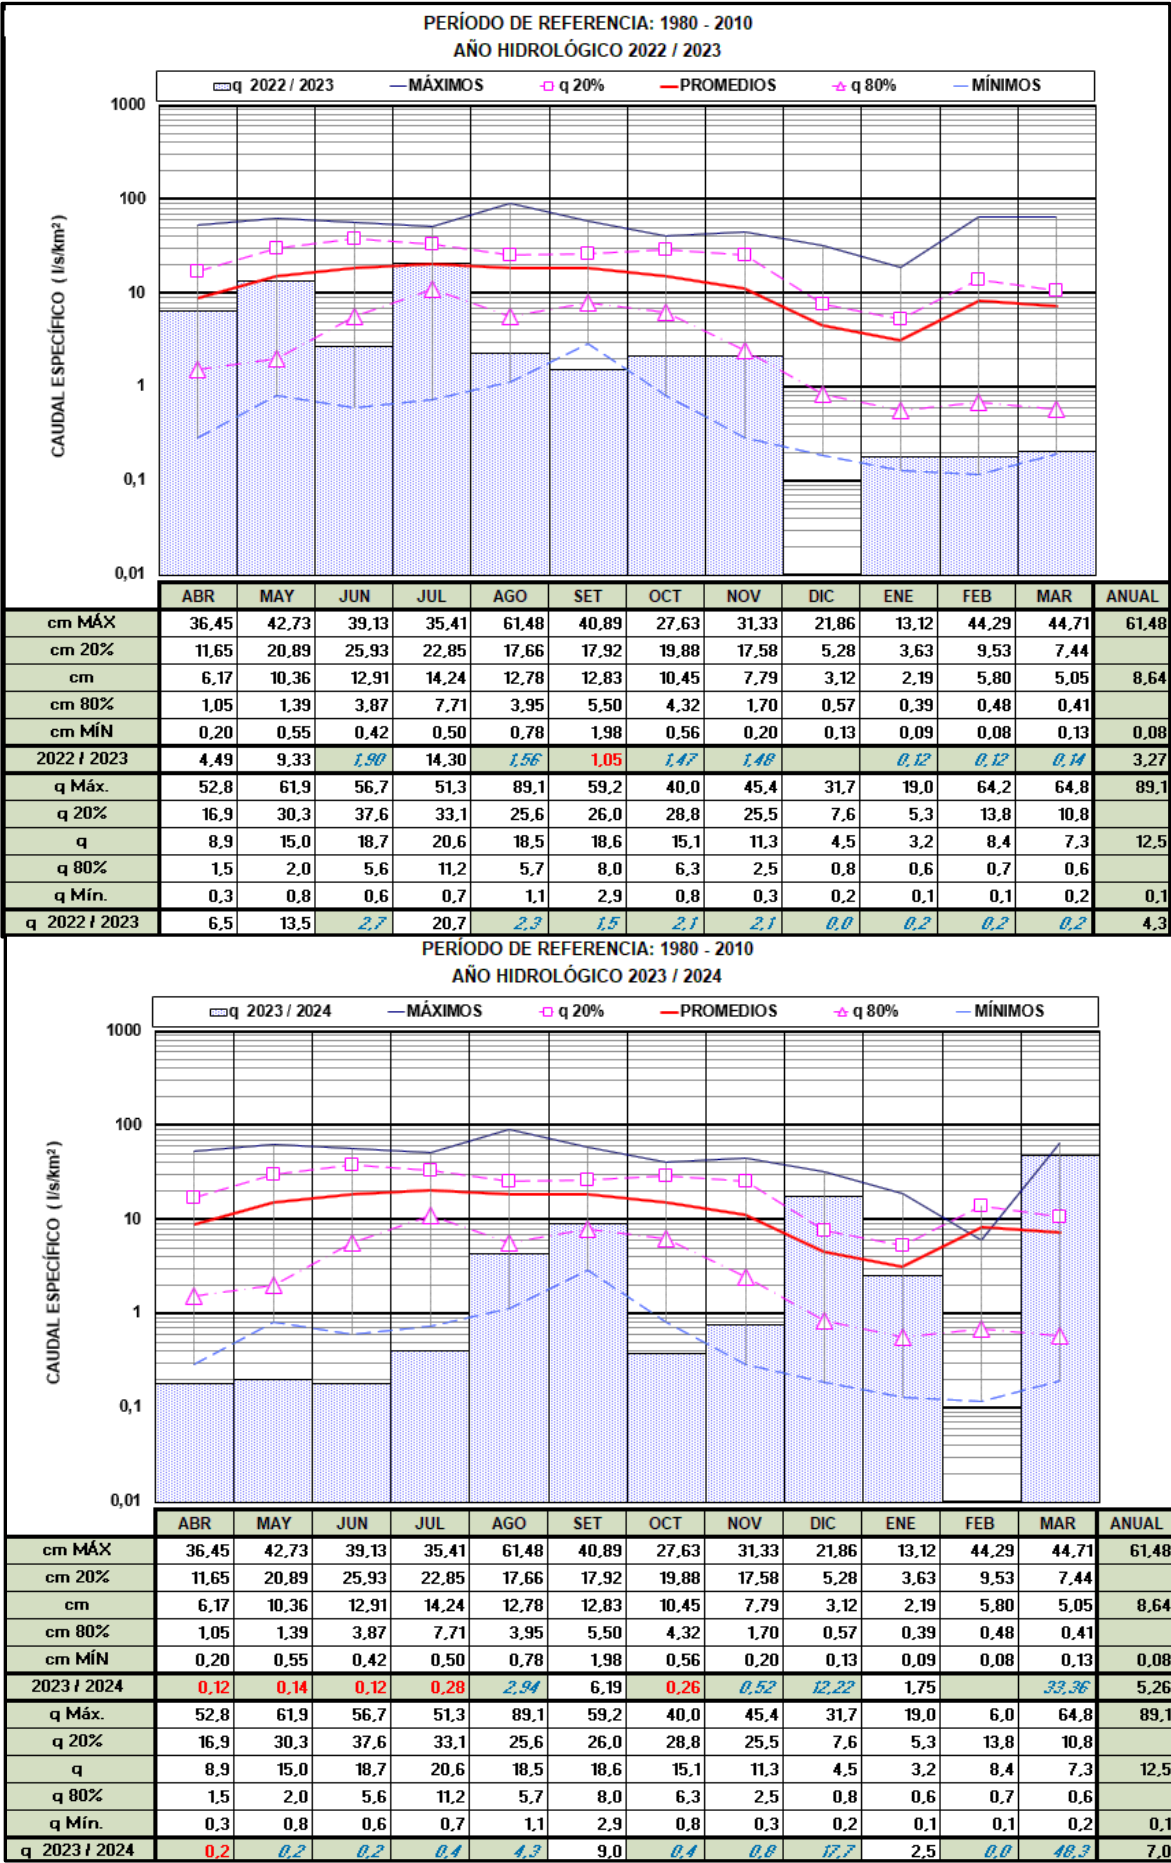 PERÍODO DE REFERENCIA: 1980 - 2010
AÑO HIDROLÓGICO 2022 / 2023
q 2022 / 2023 MÁXIMOS q 20% PROMEDIOS q 80% MÍNIMOS
1000
100
10
1
0,1
0,01
CAUDAL ESPECÍFICO ( l/s/km²)
ABR MAY JUN JUL AGO SET OCT NOV DIC ENE FEB MAR ANUAL
cm MÁX 36,45 42,73 39,13 35,41 61,48 40,89 27,63 31,33 21,86 13,12 44,29 44,71 61,48
cm 20% 11,65 20,89 25,93 22,85 17,66 17,92 19,88 17,58 5,28 3,63 9,53 7,44
cm 6,17 10,36 12,91 14,24 12,78 12,83 10,45 7,79 3,12 2,19 5,80 5,05 8,64
cm 80% 1,05 1,39 3,87 7,71 3,95 5,50 4,32 1,70 0,57 0,39 0,48 0,41
cm MÍN 0,20 0,55 0,42 0,50 0,78 1,98 0,56 0,20 0,13 0,09 0,08 0,13 0,08
2022 / 2023 4,49 9,33 1,90 14,30 1,56 1,05 1,47 1,48 0,12 0,12 0,14 3,27
q Máx. 52,8 61,9 56,7 51,3 89,1 59,2 40,0 45,4 31,7 19,0 64,2 64,8 89,1
q 20% 16,9 30,3 37,6 33,1 25,6 26,0 28,8 25,5 7,6 5,3 13,8 10,8
q 8,9 15,0 18,7 20,6 18,5 18,6 15,1 11,3 4,5 3,2 8,4 7,3 12,5
q 80% 1,5 2,0 5,6 11,2 5,7 8,0 6,3 2,5 0,8 0,6 0,7 0,6
q Mín. 0,3 0,8 0,6 0,7 1,1 2,9 0,8 0,3 0,2 0,1 0,1 0,2 0,1
q 2022 / 2023 6,5 13,5 2,7 20,7 2,3 1,5 2,1 2,1 0,0 0,2 0,2 0,2 4,3
PERÍODO DE REFERENCIA: 1980 - 2010
AÑO HIDROLÓGICO 2023 / 2024
q 2023 / 2024 MÁXIMOS q 20% PROMEDIOS q 80% MÍNIMOS
1000
100
10
1
0,1
0,01
CAUDAL ESPECÍFICO ( l/s/km²)
ABR MAY JUN JUL AGO SET OCT NOV DIC ENE FEB MAR ANUAL
cm MÁX 36,45 42,73 39,13 35,41 61,48 40,89 27,63 31,33 21,86 13,12 44,29 44,71 61,48
cm 20% 11,65 20,89 25,93 22,85 17,66 17,92 19,88 17,58 5,28 3,63 9,53 7,44
cm 6,17 10,36 12,91 14,24 12,78 12,83 10,45 7,79 3,12 2,19 5,80 5,05 8,64
cm 80% 1,05 1,39 3,87 7,71 3,95 5,50 4,32 1,70 0,57 0,39 0,48 0,41
cm MÍN 0,20 0,55 0,42 0,50 0,78 1,98 0,56 0,20 0,13 0,09 0,08 0,13 0,08
2023 / 2024 0,12 0,14 0,12 0,28 2,94 6,19 0,26 0,52 12,22 1,75 33,36 5,26
q Máx. 52,8 61,9 56,7 51,3 89,1 59,2 40,0 45,4 31,7 19,0 6,0 64,8 89,1
q 20% 16,9 30,3 37,6 33,1 25,6 26,0 28,8 25,5 7,6 5,3 13,8 10,8
q 8,9 15,0 18,7 20,6 18,5 18,6 15,1 11,3 4,5 3,2 8,4 7,3 12,5
q 80% 1,5 2,0 5,6 11,2 5,7 8,0 6,3 2,5 0,8 0,6 0,7 0,6
q Mín. 0,3 0,8 0,6 0,7 1,1 2,9 0,8 0,3 0,2 0,1 0,1 0,2 0,1
q 2023 / 2024 0,2 0,2 0,2 0,4 4,3 9,0 0,4 0,8 17,7 2,5 0,0 48,3 7,0